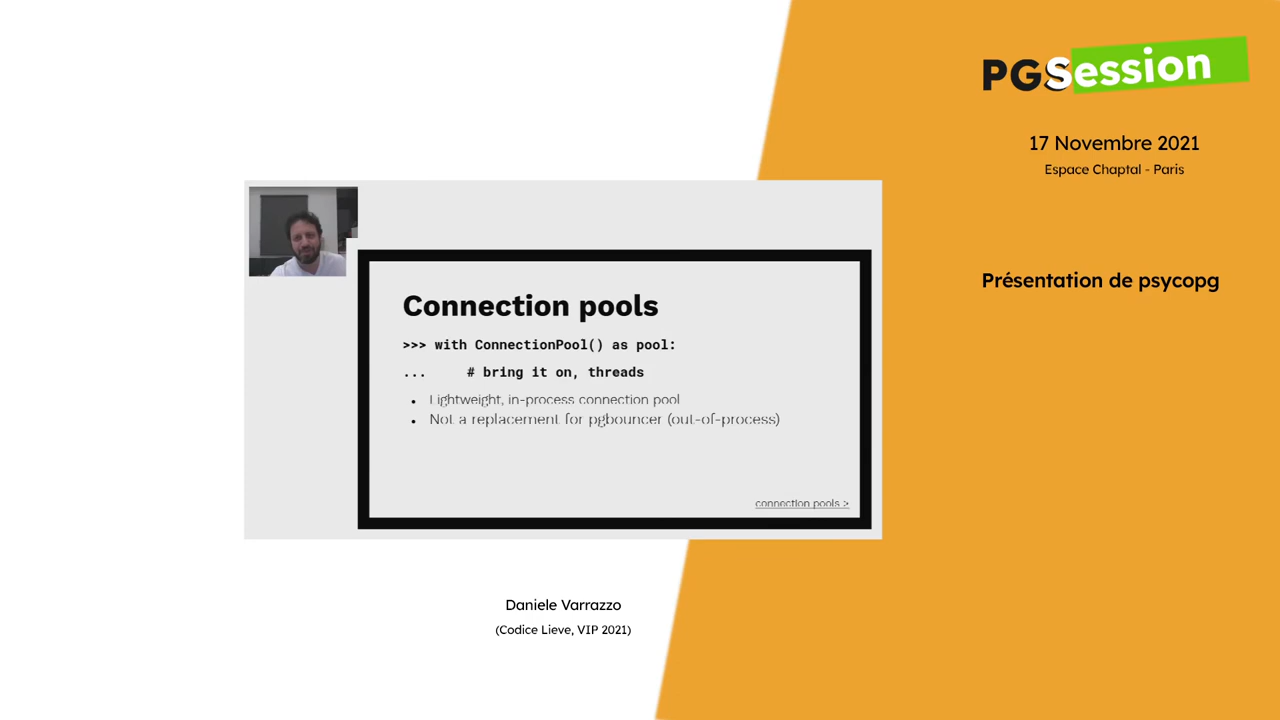 PGSession
17 Novembre 2021
Espace Chaptal - Paris
Présentation de psycopg
Connection pools
>>> with ConnectionPool() as pool:
...     # bring it on, threads
• Lightweight, in-process connection pool
• Not a replacement for pgbouncer (out-of-process)
connection pools >
Daniele Varrazzo
(Codice Lieve, VIP 2021)